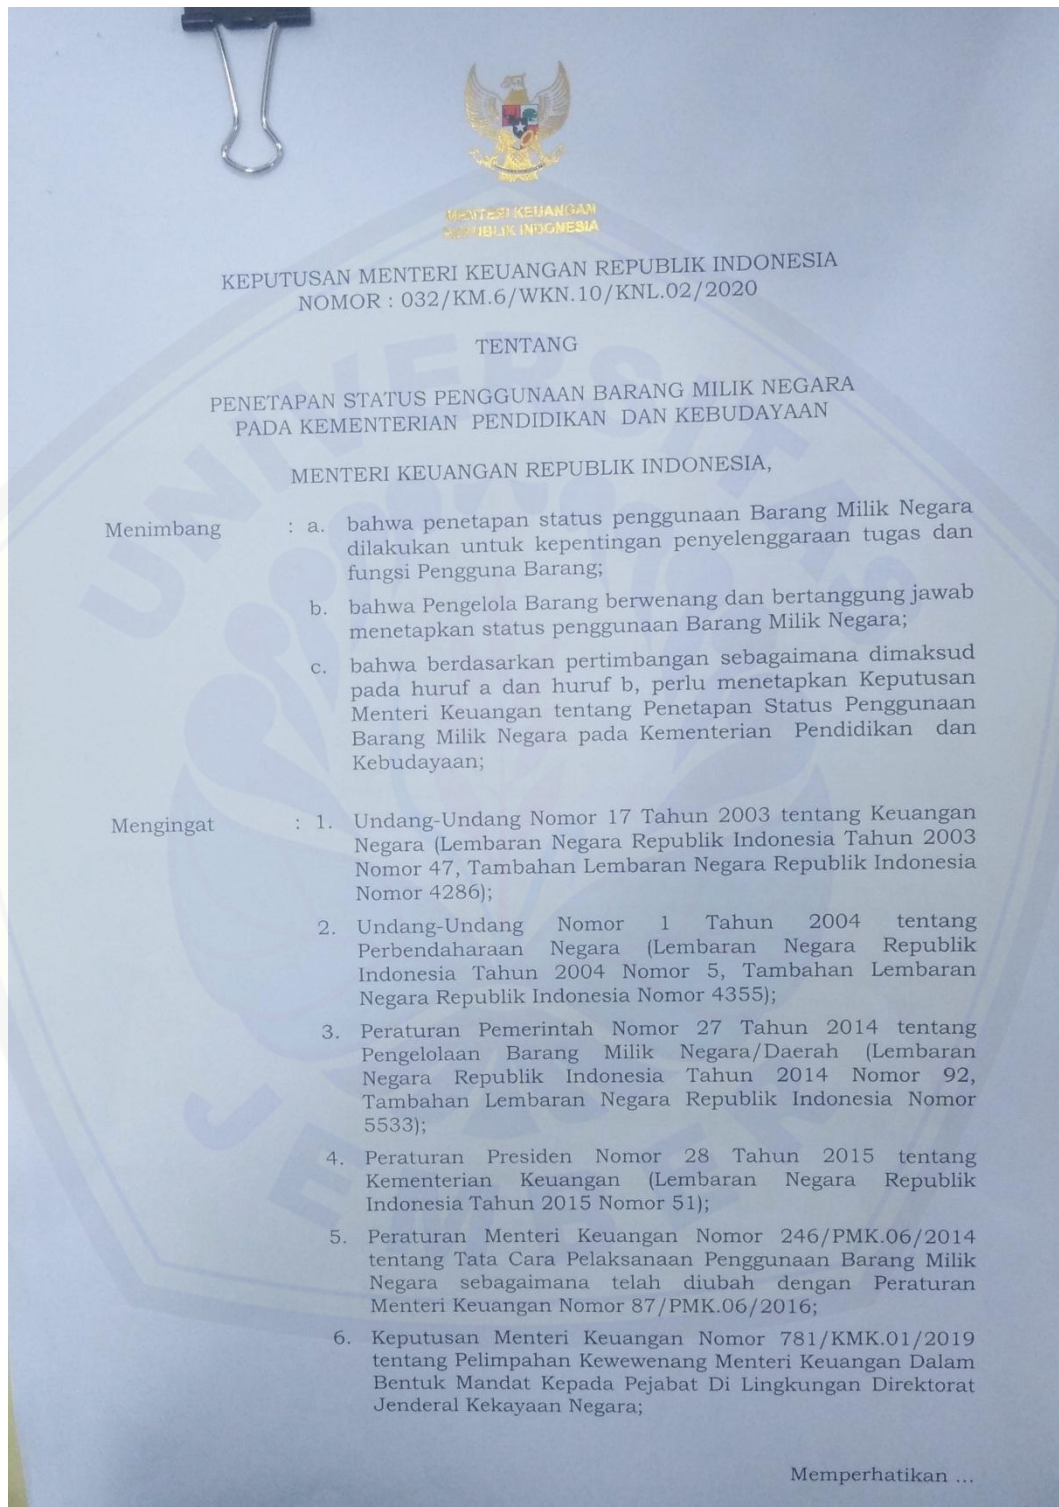 MENTERI KEUANGAN
REPUBLIK INDONESIA
KEPUTUSAN MENTERI KEUANGAN REPUBLIK INDONESIA
NOMOR : 032/KM.6/WKN.10/KNL.02/2020
TENTANG
PENETAPAN STATUS PENGGUNAAN BARANG MILIK NEGARA
PADA KEMENTERIAN PENDIDIKAN DAN KEBUDAYAAN
MENTERI KEUANGAN REPUBLIK INDONESIA,
Menimbang : a. bahwa penetapan status penggunaan Barang Milik Negara
dilakukan untuk kepentingan penyelenggaraan tugas dan
fungsi Pengguna Barang;
b. bahwa Pengelola Barang berwenang dan bertanggung jawab
menetapkan status penggunaan Barang Milik Negara;
c. bahwa berdasarkan pertimbangan sebagaimana dimaksud
pada huruf a dan huruf b, perlu menetapkan Keputusan
Menteri Keuangan tentang Penetapan Status Penggunaan
Barang Milik Negara pada Kementerian Pendidikan dan
Kebudayaan;
Mengingat : 1. Undang-Undang Nomor 17 Tahun 2003 tentang Keuangan
Negara (Lembaran Negara Republik Indonesia Tahun 2003
Nomor 47, Tambahan Lembaran Negara Republik Indonesia
Nomor 4286);
2. Undang-Undang Nomor 1 Tahun 2004 tentang
Perbendaharaan Negara (Lembaran Negara Republik
Indonesia Tahun 2004 Nomor 5, Tambahan Lembaran
Negara Republik Indonesia Nomor 4355);
3. Peraturan Pemerintah Nomor 27 Tahun 2014 tentang
Pengelolaan Barang Milik Negara/Daerah (Lembaran
Negara Republik Indonesia Tahun 2014 Nomor 92,
Tambahan Lembaran Negara Republik Indonesia Nomor
5533);
4. Peraturan Presiden Nomor 28 Tahun 2015 tentang
Kementerian Keuangan (Lembaran Negara Republik
Indonesia Tahun 2015 Nomor 51);
5. Peraturan Menteri Keuangan Nomor 246/PMK.06/2014
tentang Tata Cara Pelaksanaan Penggunaan Barang Milik
Negara sebagaimana telah diubah dengan Peraturan
Menteri Keuangan Nomor 87/PMK.06/2016;
6. Keputusan Menteri Keuangan Nomor 781/KMK.01/2019
tentang Pelimpahan Kewewenang Menteri Keuangan Dalam
Bentuk Mandat Kepada Pejabat Di Lingkungan Direktorat
Jenderal Kekayaan Negara;
Memperhatikan ...
UNIVERSITAS
JEMBER